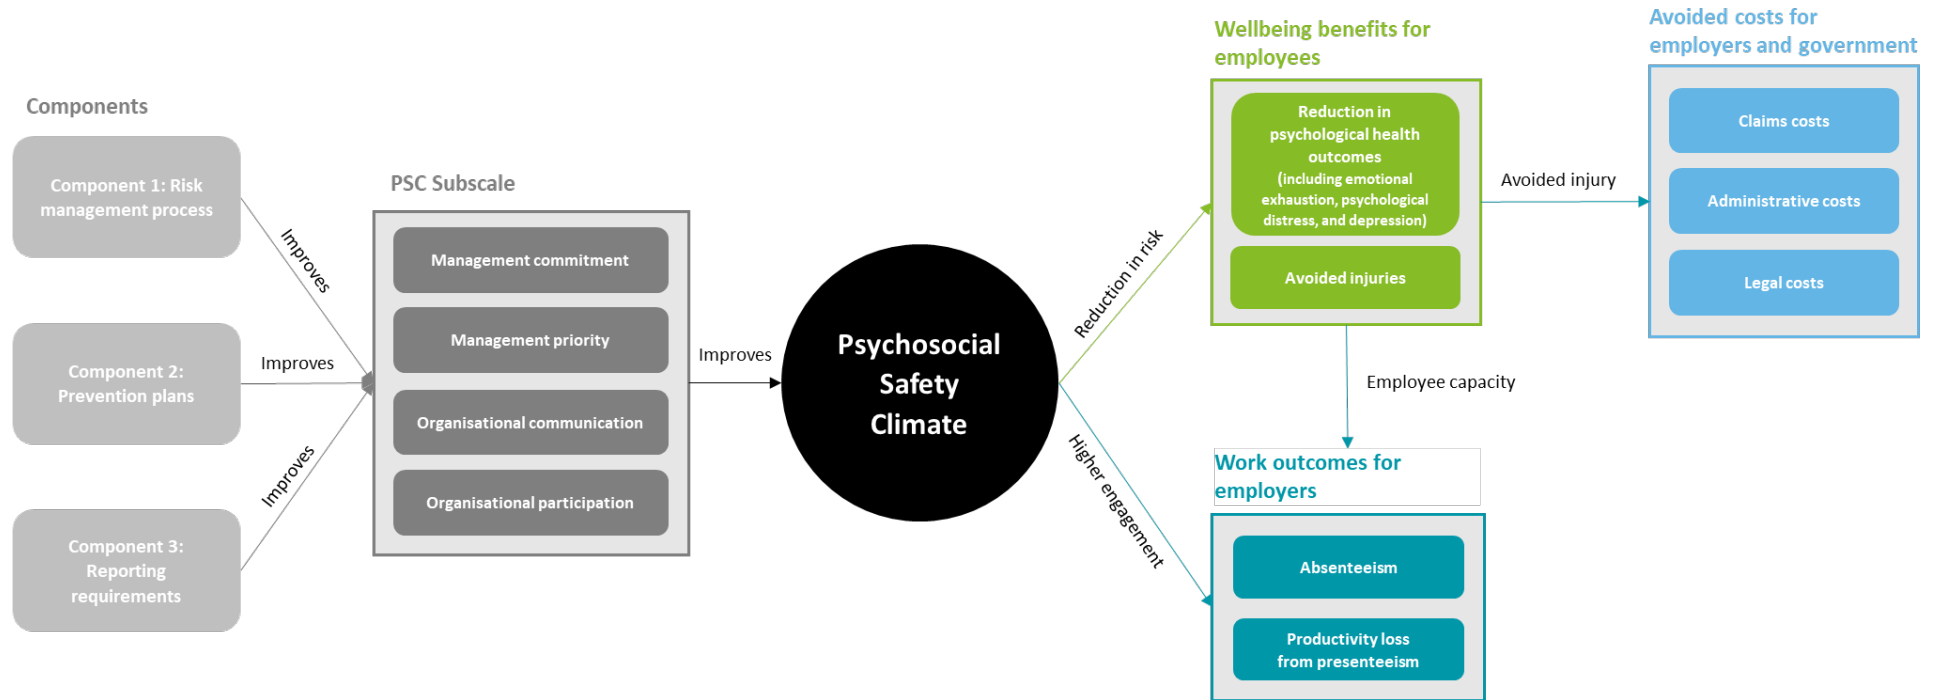 Components
Component 1: Risk
management process
Improves
Component 2:
Prevention plans
Improves
Component 3:
Reporting
requirements
Improves
PSC Subscale
Management commitment
Management priority
Organisational communication
Organisational participation
Improves
Psychosocial
Safety
Climate
Reduction in risk
Higher engagement
Wellbeing benefits for
employees
Reduction in
psychological health
outcomes
(including emotional
exhaustion, psychological
distress, and depression)
Avoided injuries
Avoided injury
Employee capacity
Work outcomes for
employers
Absenteeism
Productivity loss
from presenteeism
Avoided costs for
employers and government
Claims costs
Administrative costs
Legal costs